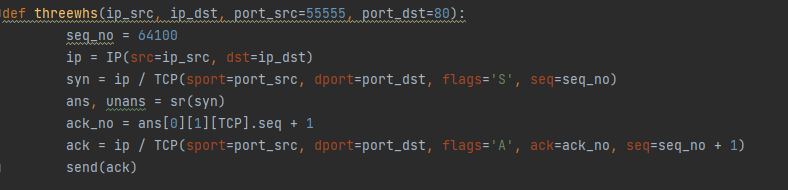 def threewhs(ip_src, ip_dst, port_src=55555, port_dst=80):
seq_no = 64100
ip = IP(src=ip_src, dst=ip_dst)
syn = ip / TCP(sport=port_src, dport=port_dst, flags='S', seq=seq_no)
ans, unans = sr(syn)
ack_no = ans[0][1][TCP].seq + 1
ack = ip / TCP(sport=port_src, dport=port_dst, flags='A', ack=ack_no, seq=seq_no + 1)
send(ack)